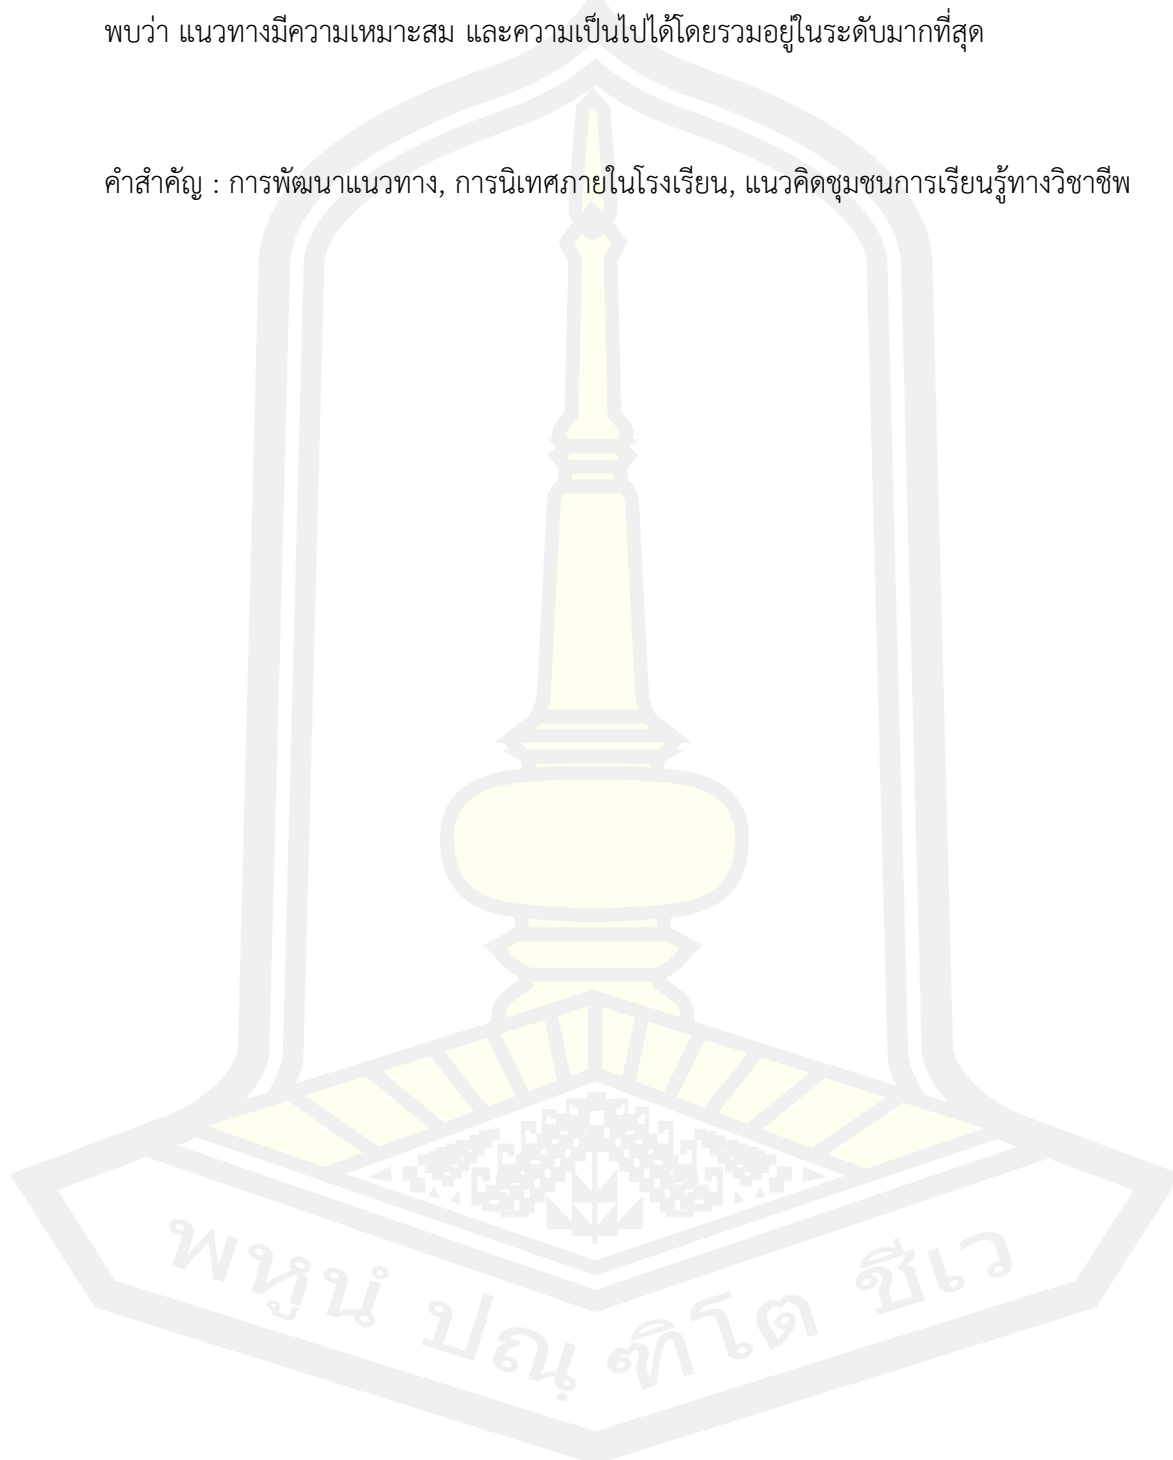 พบว่า แนวทางมีความเหมาะสม และความเป็นไปได้โดยรวมอยู่ในระดับมากที่สุด
คำสำคัญ : การพัฒนาแนวทาง, การนิเทศภายในโรงเรียน, แนวคิดชุมชนการเรียนรู้ทางวิชาชีพ
พหูนํ ปณฺฑิโต ชีเว